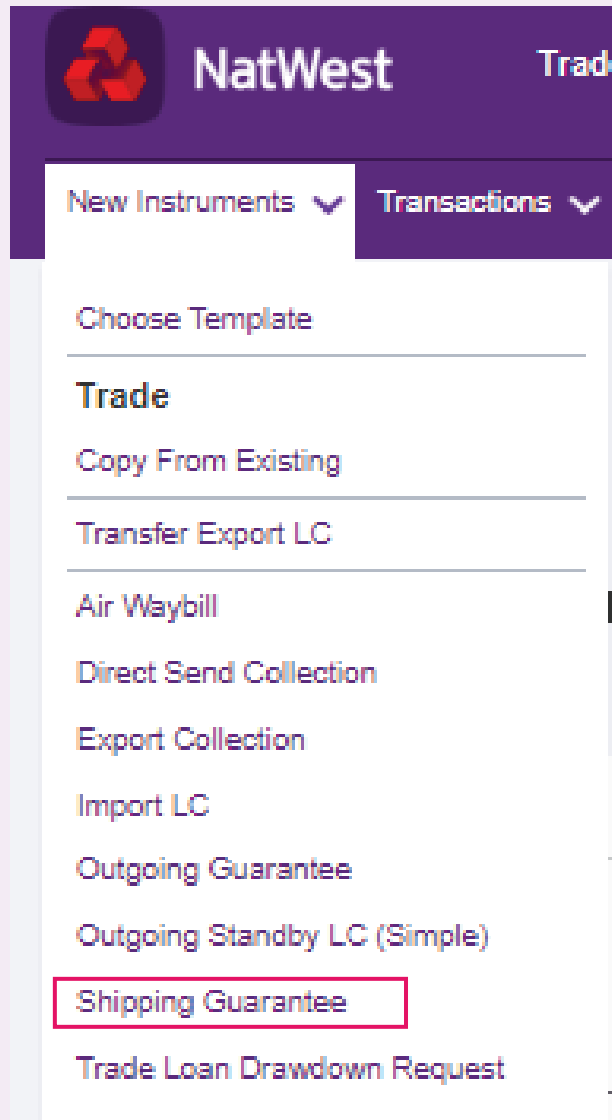 NatWest
New Instruments Transactions
Choose Template
Trade
Copy From Existing
Transfer Export LC
Air Waybill
Direct Send Collection
Export Collection
Import LC
Outgoing Guarantee
Outgoing Standby LC (Simple)
Shipping Guarantee
Trade Loan Drawdown Request